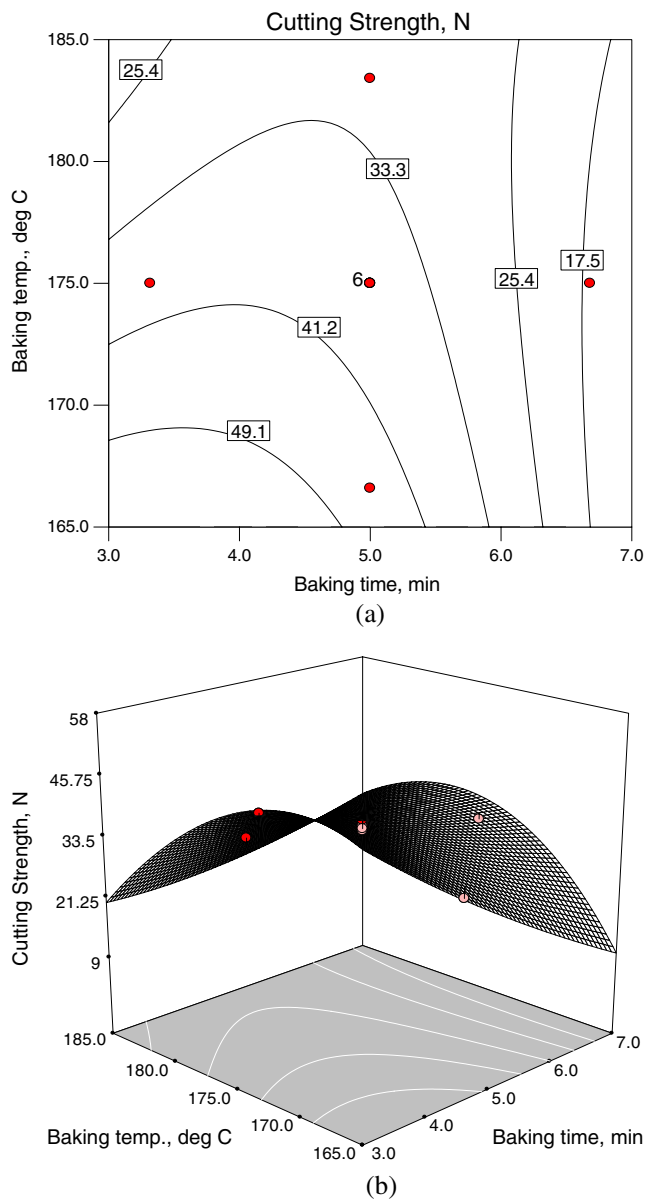 Cutting Strength, N
185.0
25.4
180.0
33.3
Baking temp., deg C
17.5
175.0
6
25.4
41.2
170.0
49.1
165.0
3.0 4.0 5.0 6.0 7.0
Baking time, min
(a)
58
45.75
Cutting Strength, N
33.5
21.25
9
185.0
7.0
180.0
6.0
175.0
5.0
170.0
4.0
Baking temp., deg C
Baking time, min
165.0 3.0
(b)